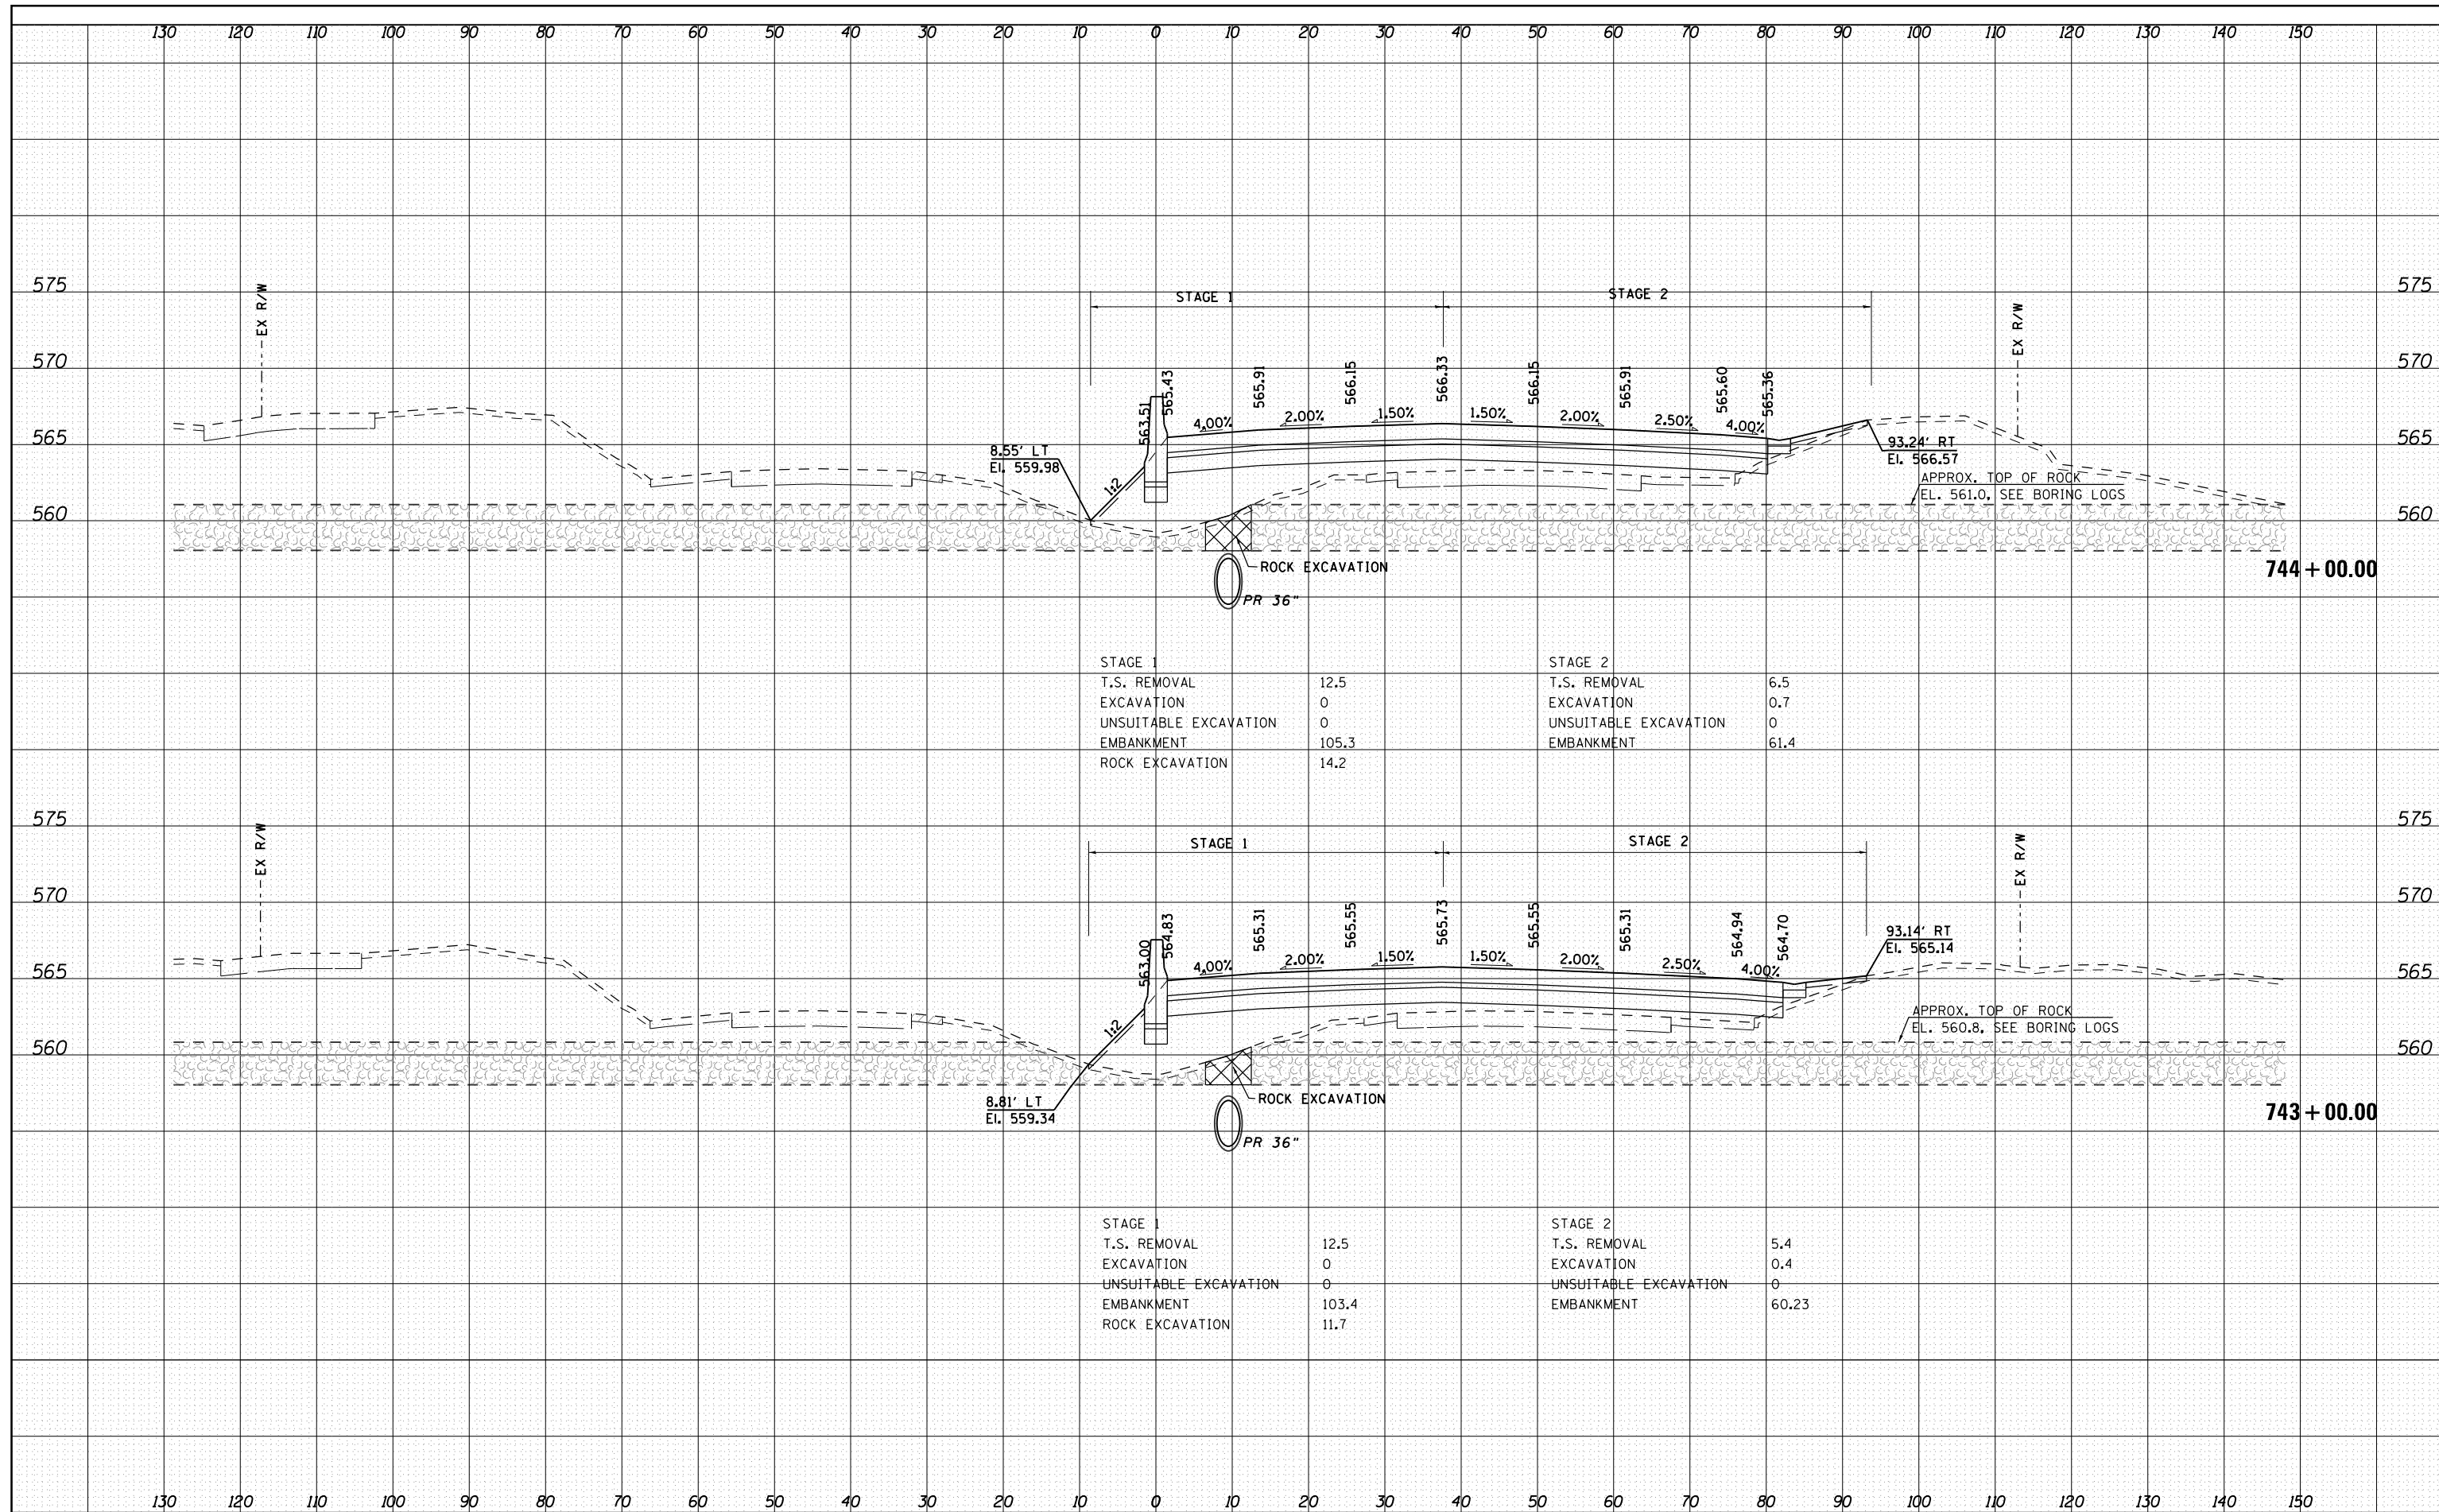 130 120 110 100 90 80 70 60 50 40 30 20 10 0 10 20 30 40 50 60 70 80 90 100 110 120 130 140 150
575 575
EX R/W
STAGE 1
STAGE 2
EX R/W
570 570
563.51
565.43
565.91
566.15
566.33
566.15
565.91
565.60
565.36
4.00% 2.00% 1.50% 1.50% 2.00% 2.50% 4.00%
565 565
8.55' LT
El. 559.98
1:2
93.24' RT
El. 566.57
APPROX. TOP OF ROCK
EL. 561.0, SEE BORING LOGS
560 560
ROCK EXCAVATION
744+00.00
PR 36"
STAGE 1
T.S. REMOVAL 12.5
EXCAVATION 0
UNSUITABLE EXCAVATION 0
EMBANKMENT 105.3
ROCK EXCAVATION 14.2
STAGE 2
T.S. REMOVAL 6.5
EXCAVATION 0.7
UNSUITABLE EXCAVATION 0
EMBANKMENT 61.4
575 575
EX R/W
STAGE 1
STAGE 2
EX R/W
570 570
563.00
564.83
565.31
565.55
565.73
565.55
565.31
564.94
564.70
4.00% 2.00% 1.50% 1.50% 2.00% 2.50% 4.00%
93.14' RT
El. 565.14
565 565
1:2
APPROX. TOP OF ROCK
EL. 560.8, SEE BORING LOGS
560 560
8.81' LT
El. 559.34
ROCK EXCAVATION
743+00.00
PR 36"
STAGE 1
T.S. REMOVAL 12.5
EXCAVATION 0
UNSUITABLE EXCAVATION 0
EMBANKMENT 103.4
ROCK EXCAVATION 11.7
STAGE 2
T.S. REMOVAL 5.4
EXCAVATION 0.4
UNSUITABLE EXCAVATION 0
EMBANKMENT 60.23
130 120 110 100 90 80 70 60 50 40 30 20 10 0 10 20 30 40 50 60 70 80 90 100 110 120 130 140 150